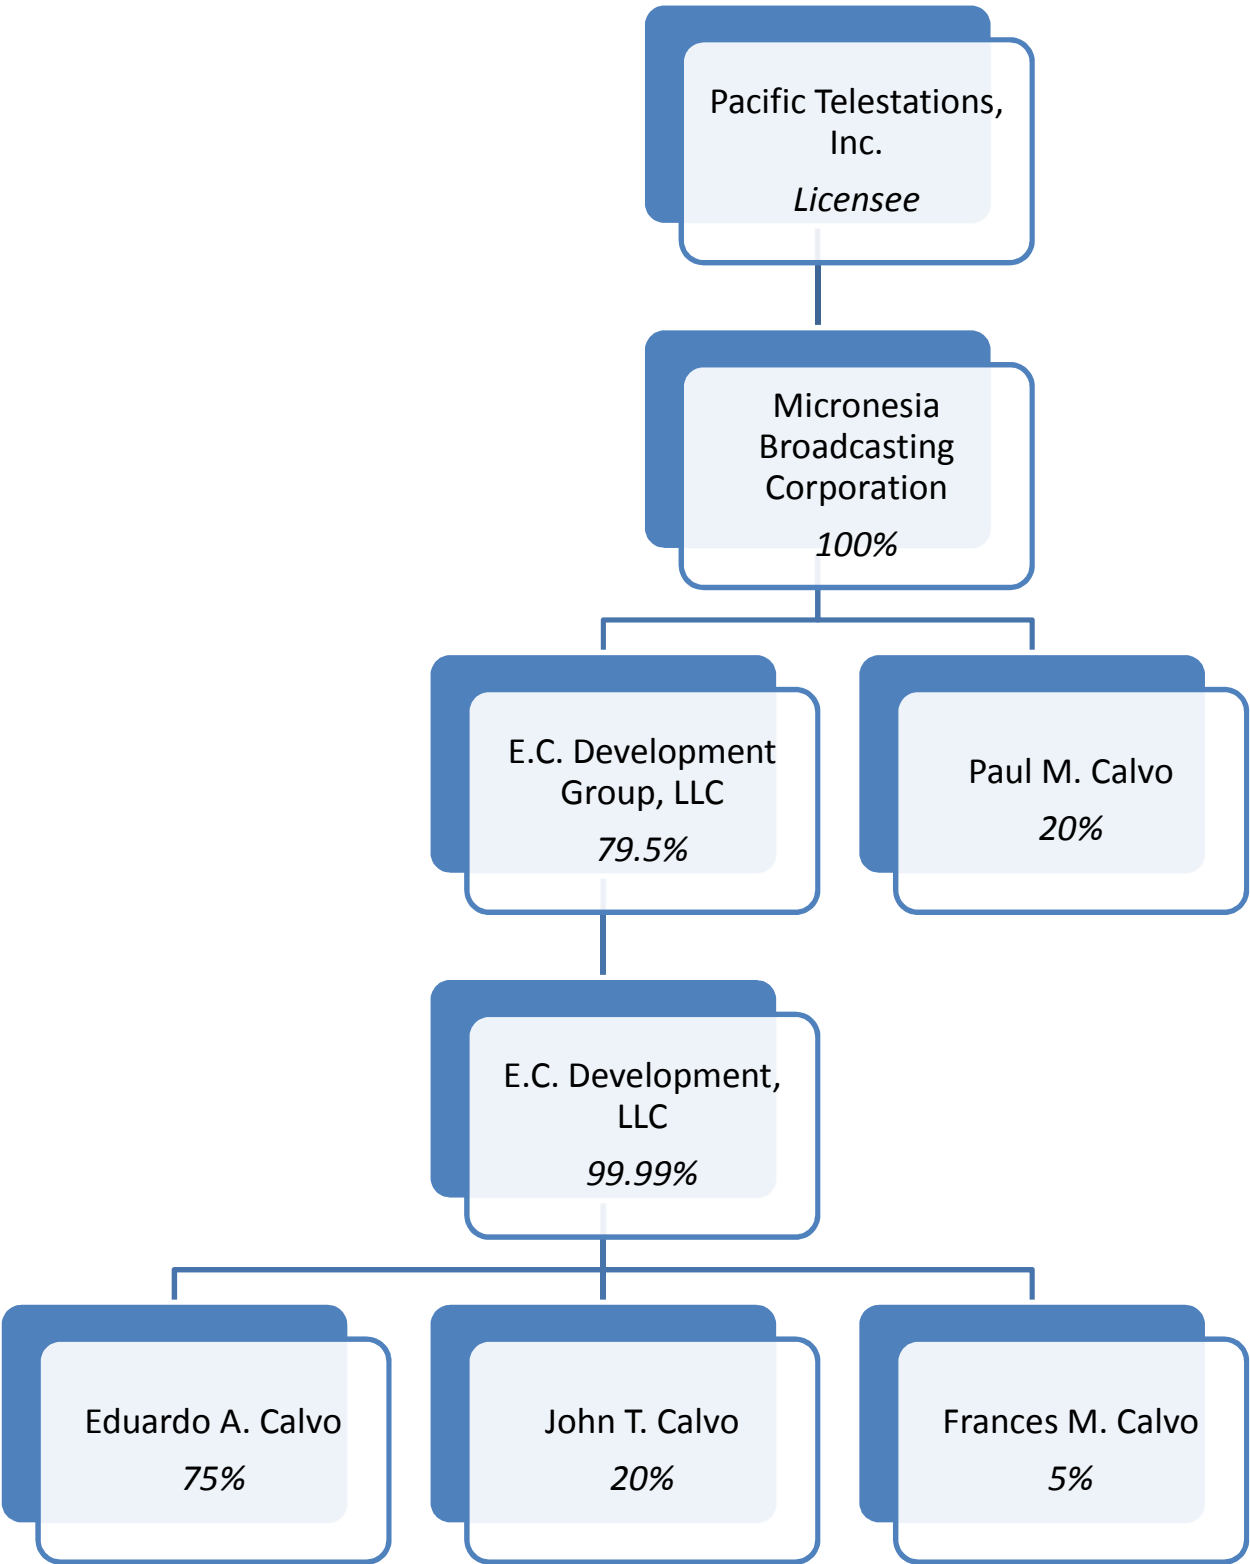 Pacific Telestations,
Inc.
Licensee
Micronesia
Broadcasting
Corporation
100%
E.C. Development
Group, LLC
79.5%
Paul M. Calvo
20%
E.C. Development,
LLC
99.99%
Eduardo A. Calvo
75%
John T. Calvo
20%
Frances M. Calvo
5%